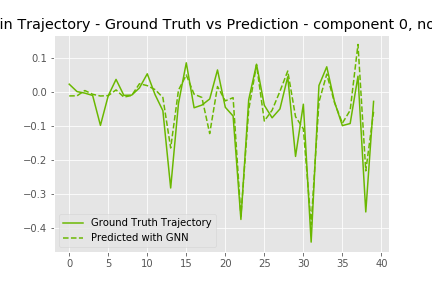 in Trajectory - Ground Truth vs Prediction - component 0, no
0.1
0.0
−0.1
−0.2
−0.3
−0.4
Ground Truth Trajectory
Predicted with GNN
0 5 10 15 20 25 30 35 40